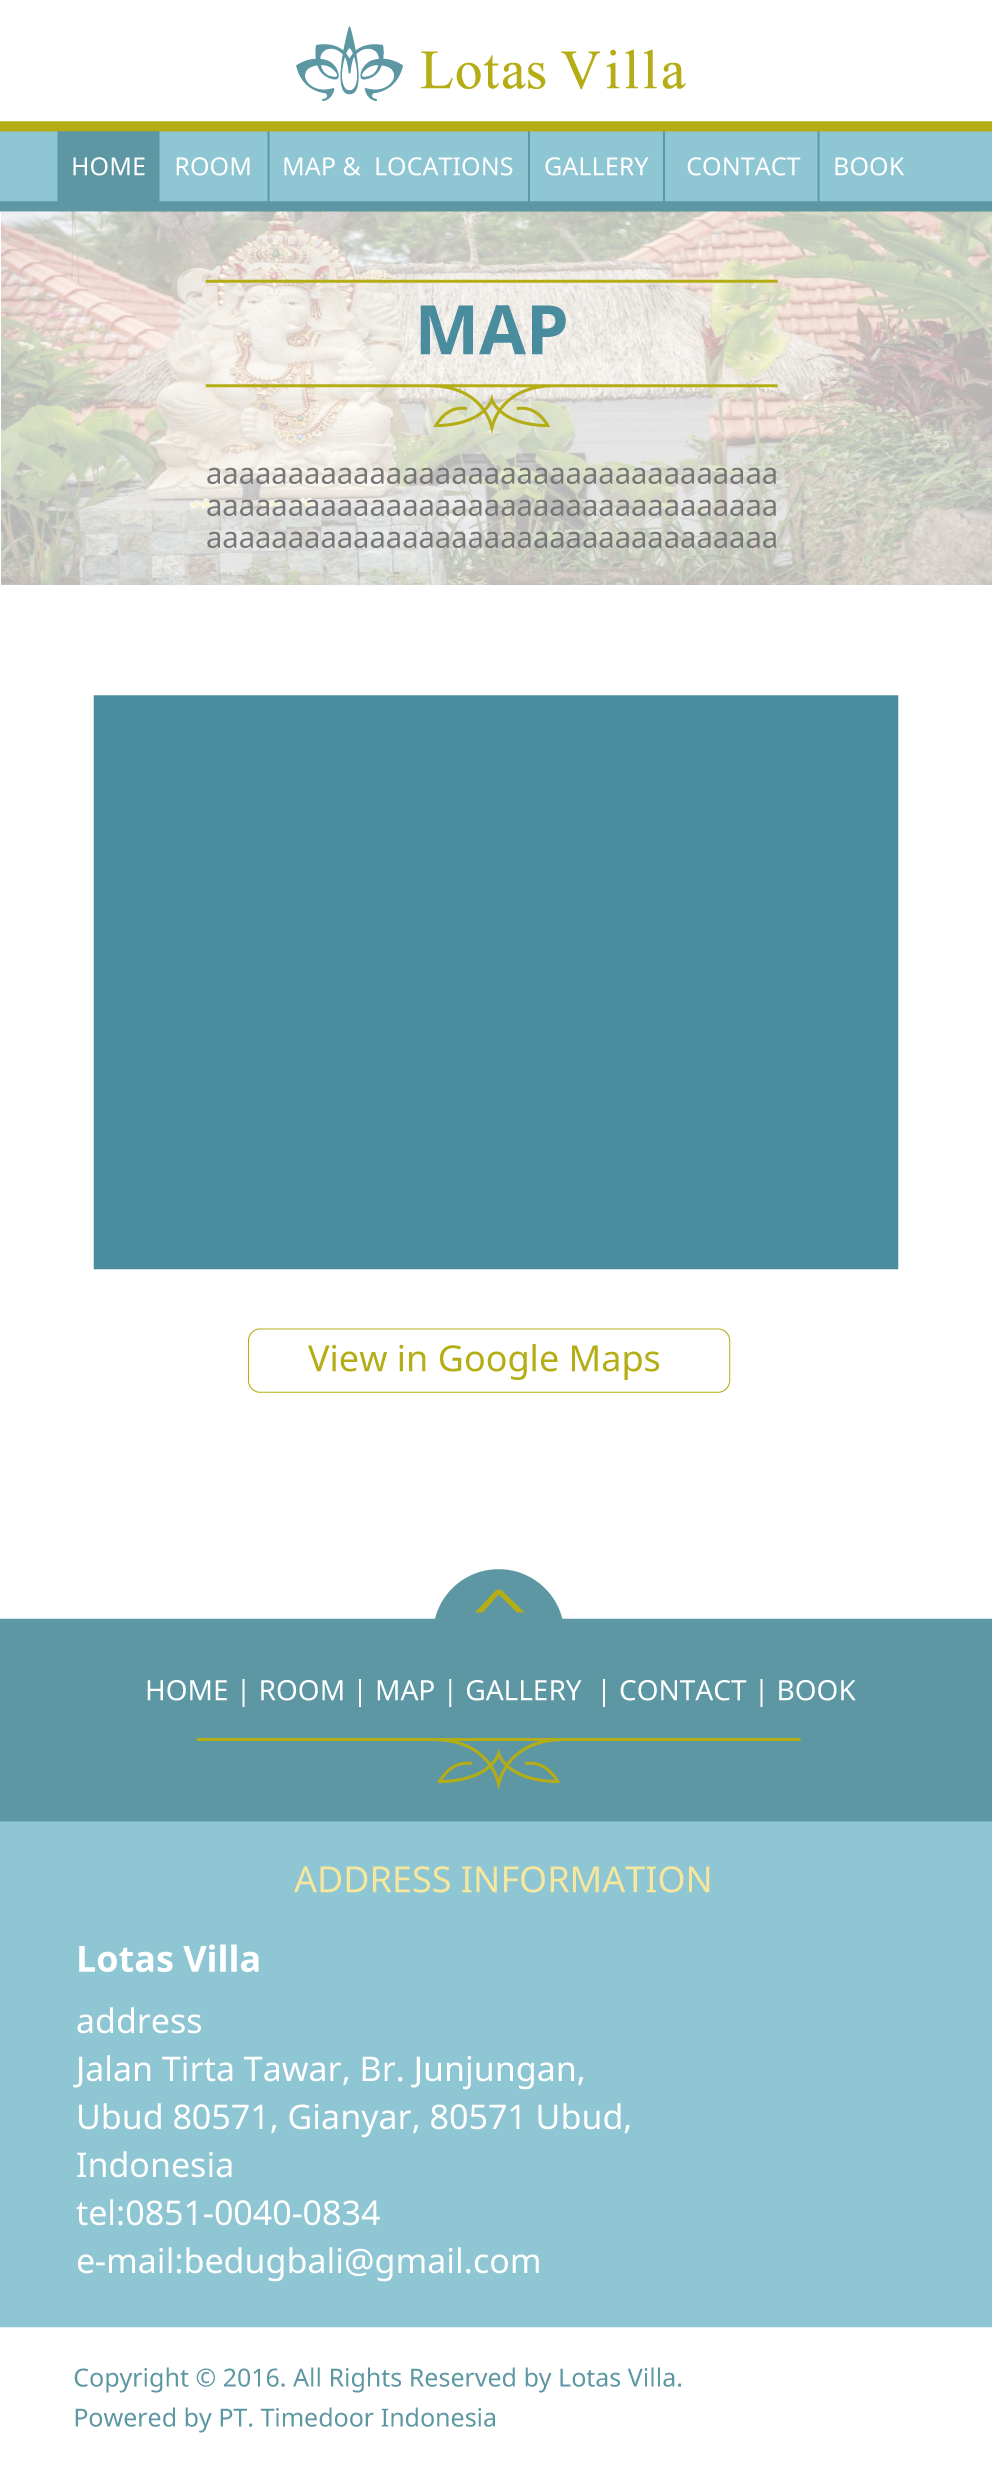 Lotas Villa
HOME ROOM MAP & LOCATIONS GALLERY CONTACT BOOK
MAP
aaaaaaaaaaaaaaaaaaaaaaaaaaaaaaaaaaa
aaaaaaaaaaaaaaaaaaaaaaaaaaaaaaaaaaa
aaaaaaaaaaaaaaaaaaaaaaaaaaaaaaaaaaa
View in Google Maps
HOME | ROOM | MAP | GALLERY | CONTACT | BOOK
ADDRESS INFORMATION
Lotas Villa
address
Jalan Tirta Tawar, Br. Junjungan,
Ubud 80571, Gianyar, 80571 Ubud,
Indonesia
tel:0851-0040-0834
e-mail:bedugbali@gmail.com
Copyright © 2016. All Rights Reserved by Lotas Villa.
Powered by PT. Timedoor Indonesia